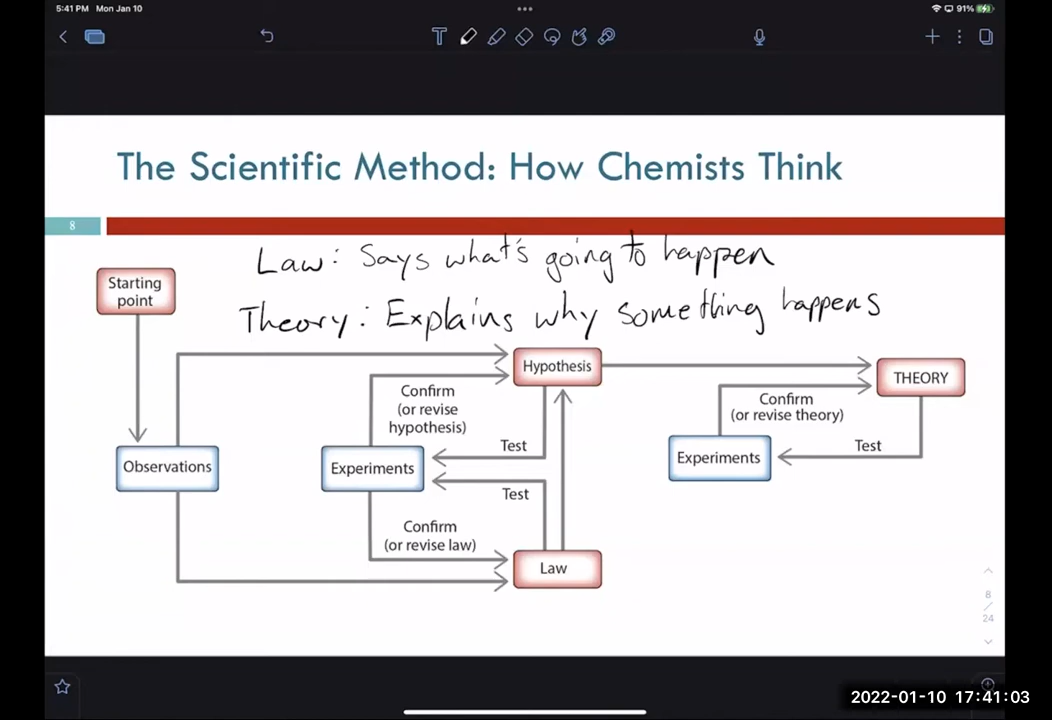 5:41 PM Mon Jan 10
91%
The Scientific Method: How Chemists Think
8
Law: Says what's going to happen
Theory: Explains why something happens
Starting
point
Observations
Experiments
Confirm
(or revise
hypothesis)
Test
Test
Confirm
(or revise law)
Hypothesis
Law
Experiments
Confirm
(or revise theory)
Test
THEORY
8
/
24
2022-01-10 17:41:03